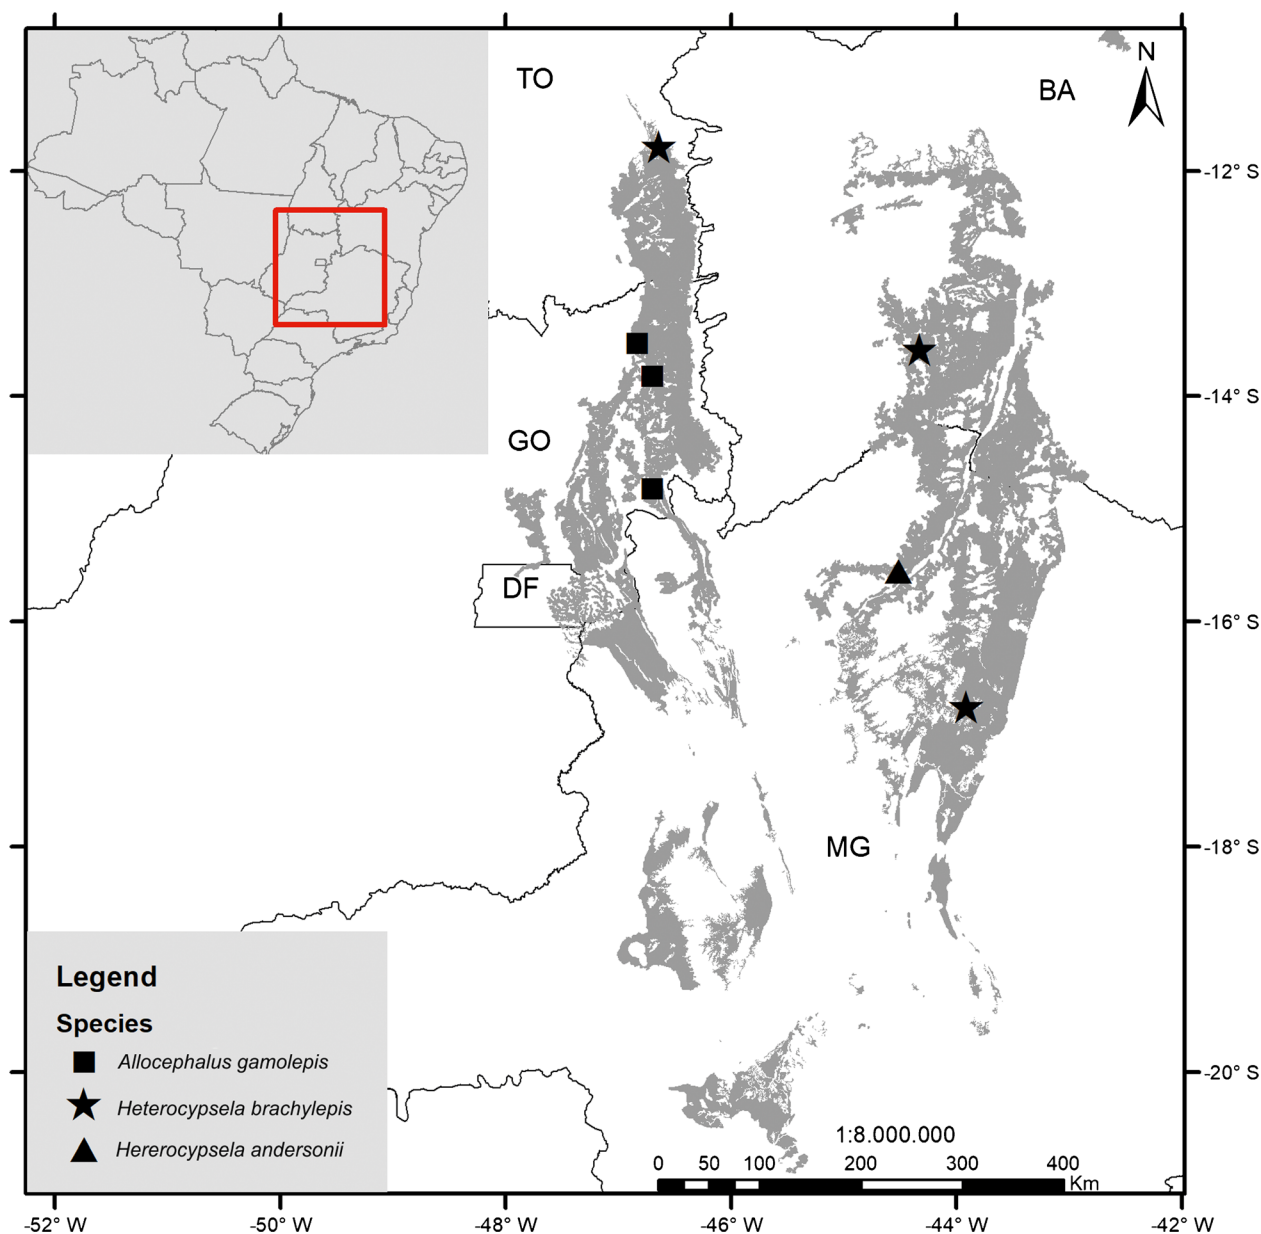 N
TO
BA
GO
DF
MG
-12° S
-14° S
-16° S
-18° S
-20° S
Legend
Species
Allocephalus gamolepis
Heterocypsela brachylepis
Hererocypsela andersonii
1:8.000.000
0 50 100 200 300 400
Km
-52° W -50° W -48° W -46° W -44° W -42° W